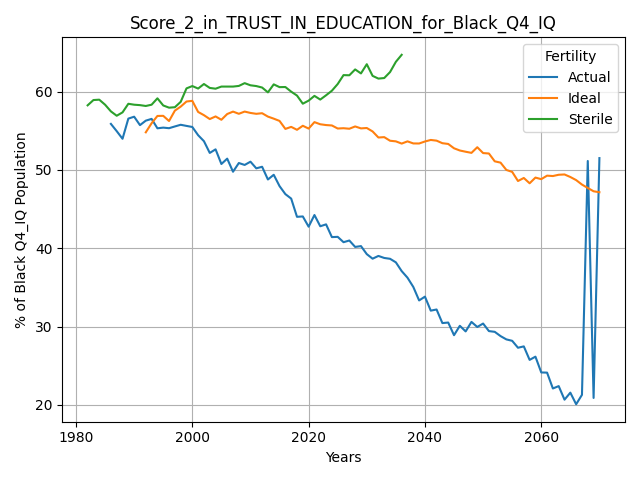 Score_2_in_TRUST_IN_EDUCATION_for_Black_Q4_IQ
Fertility
Actual
Ideal
Sterile
% of Black Q4_IQ Population
60
50
40
30
20
1980
2000
2020
2040
2060
Years